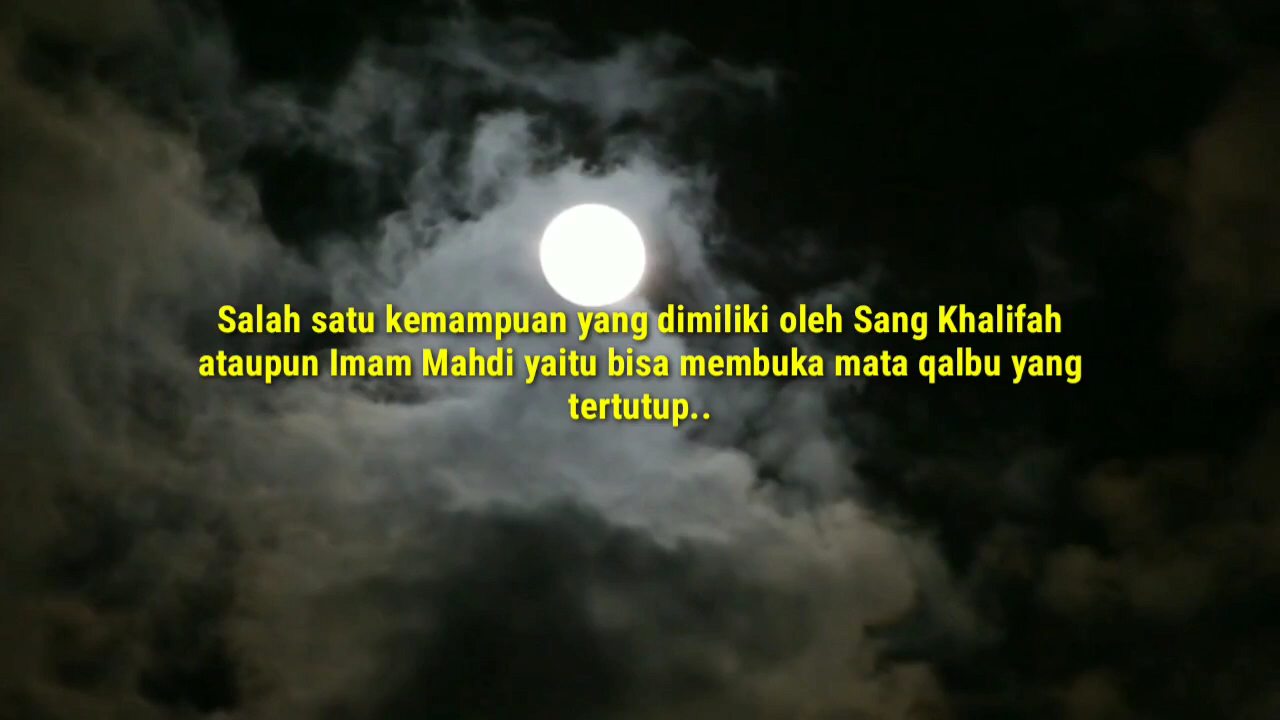 Salah satu kemampuan yang dimiliki oleh Sang Khalifah
ataupun Imam Mahdi yaitu bisa membuka mata qalbu yang
tertutup..